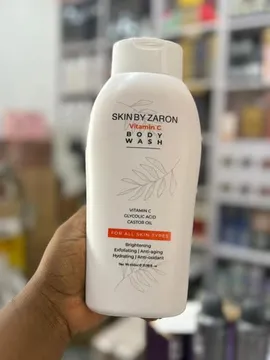 SKIN BY ZARON
Vitamin C
BODY
WASH
VITAMIN C
GLYCOLIC ACID
CASTOR OIL
FOR ALL SKIN TYPES
Brightening
Exfoliating | Anti-aging
Hydrating | Anti-oxidant